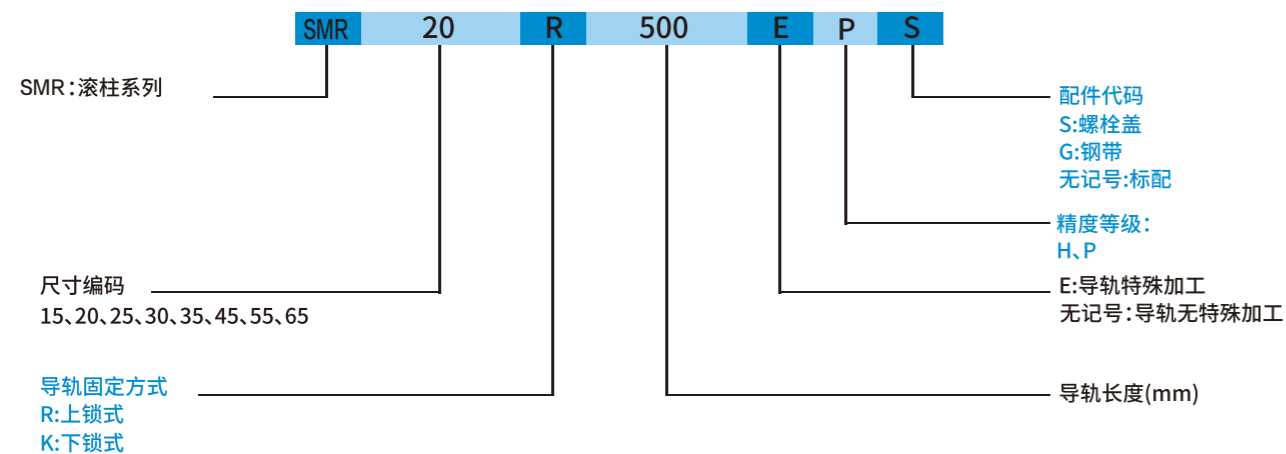 SMR 20 R 500 E P S
SMR:滚柱系列
配件代码
S:螺栓盖
G:钢带
无记号:标配
精度等级:
H、P
尺寸编码
15、20、25、30、35、45、55、65
E:导轨特殊加工
无记号:导轨无特殊加工
导轨固定方式
R:上锁式
K:下锁式
导轨长度(mm)